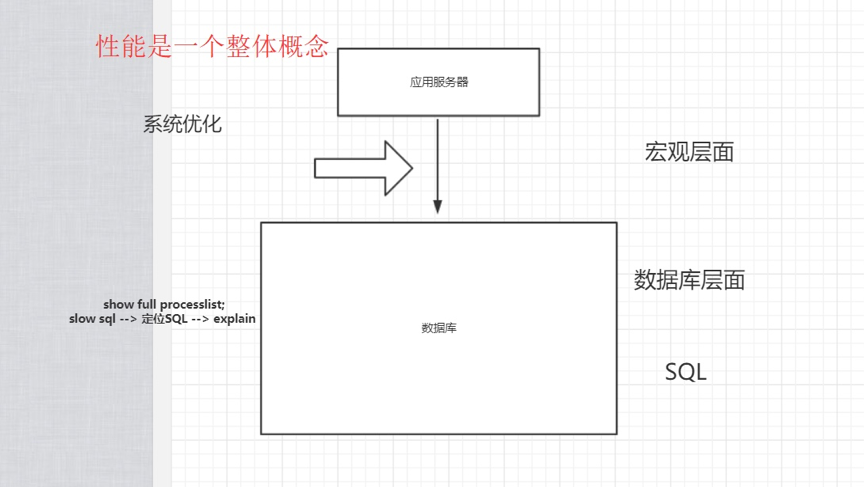 性能是一个整体概念
应用服务器
系统优化
宏观层面
数据库层面
show full processlist;
slow sql --> 定位SQL --> explain
数据库
SQL